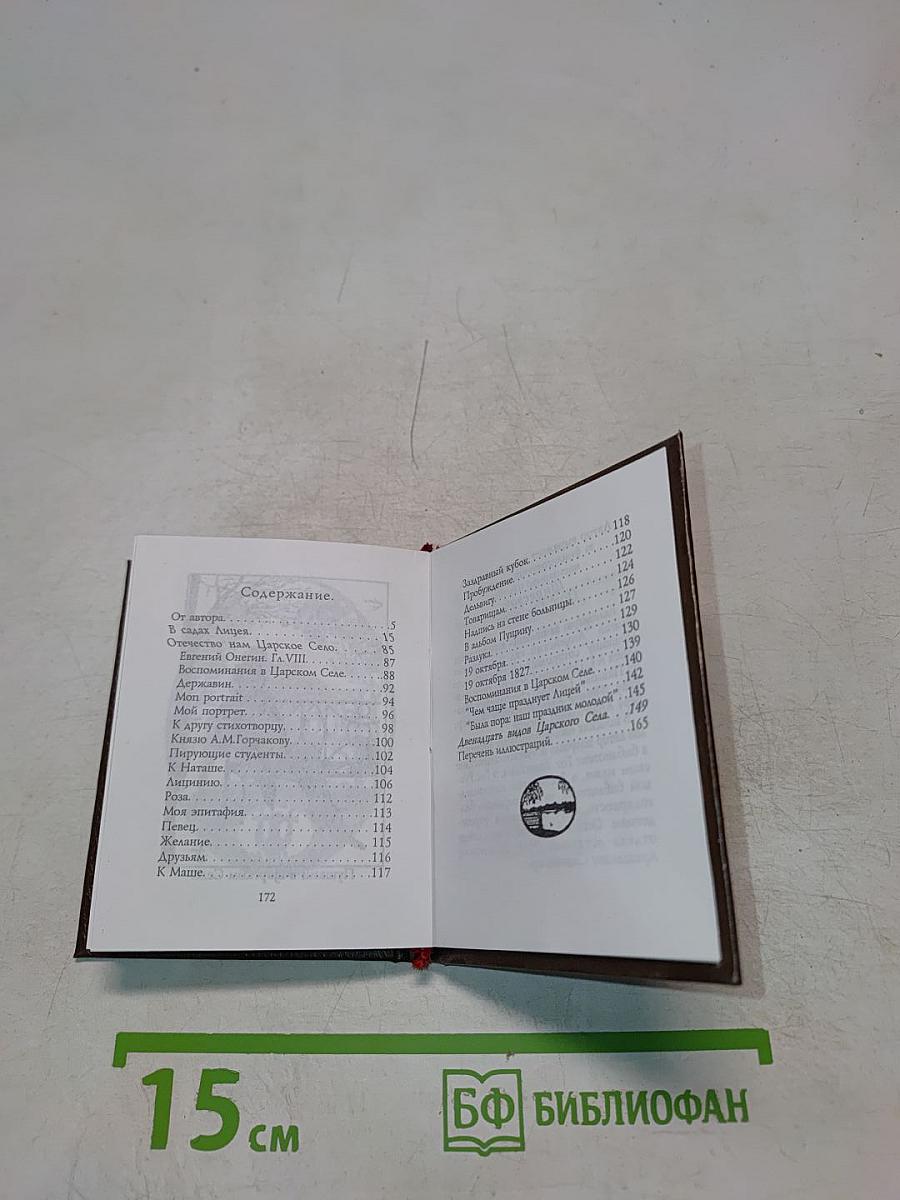 Содержание.
От автора. . . . . . . . . . . . . . . . . . . 5
В садах Лицея. . . . . . . . . . . . . . . . 15
Отечество нам Царское Село. . . . . . . 85
Евгений Онегин. Гл.VIII. . . . . . . . . 87
Воспоминания в Царском Селе. . . . .88
Державин. . . . . . . . . . . . . . . . . .92
Mon portrait . . . . . . . . . . . . . . . 94
Мой портрет. . . . . . . . . . . . . . . 96
К другу стихотворцу. . . . . . . . . . 98
Князю А.М.Горчакову. . . . . . . . . .100
Пирующие студенты. . . . . . . . . . .102
К Наташе. . . . . . . . . . . . . . . . .104
Лицинию. . . . . . . . . . . . . . . . .106
Роза. . . . . . . . . . . . . . . . . . . 112
Моя эпитафия. . . . . . . . . . . . . .113
Певец. . . . . . . . . . . . . . . . . . 114
Желание. . . . . . . . . . . . . . . . .115
Друзьям. . . . . . . . . . . . . . . . .116
К Маше. . . . . . . . . . . . . . . . . .117
172
Заздравный кубок. . . . . . . . . . . 118
Пробуждение. . . . . . . . . . . . . .120
Дельвигу. . . . . . . . . . . . . . . . 122
Товарищам. . . . . . . . . . . . . . . 124
Надпись на стене больницы. . . . . . 126
В альбом Пущину. . . . . . . . . . . .127
Разлука. . . . . . . . . . . . . . . . .129
19 октября. . . . . . . . . . . . . . . 130
19 октября 1827. . . . . . . . . . . . 139
Воспоминания в Царском Селе. . . . .140
"Чем чаще празднует Лицей" . . . . . .142
"Была пора: наш праздник молодой" . .145
Двенадцать видов Царского Села. . . .149
Перечень иллюстраций. . . . . . . . . .165
15 см
БФ БИБЛИОФАН